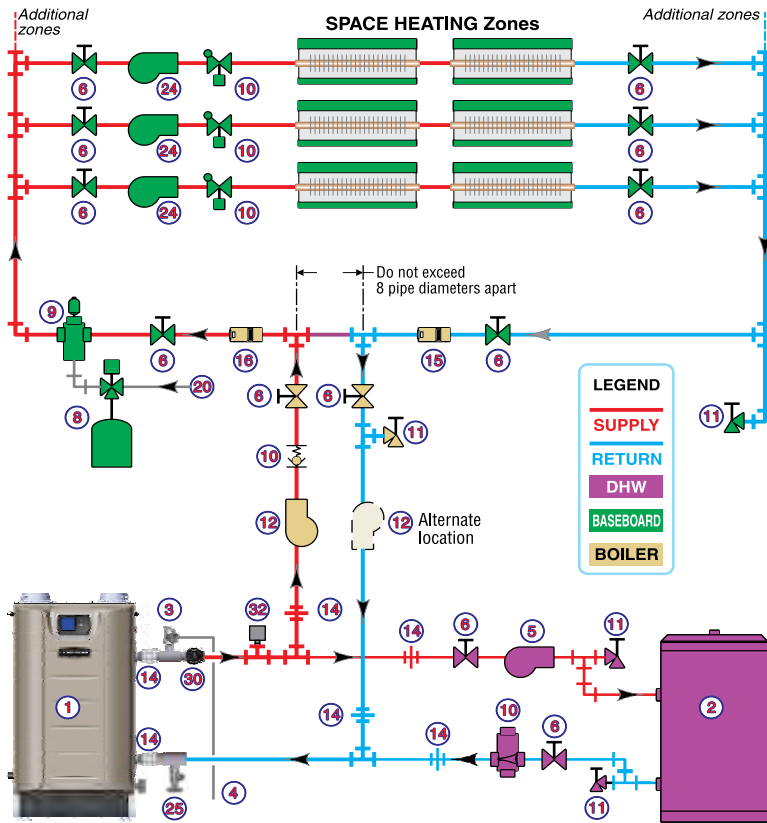 Additional zones
SPACE HEATING Zones
Additional zones
6 24 10 6
6 24 10 6
6 24 10 6
Do not exceed
8 pipe diameters apart
9
6 16 15 6
8 20
6 6
11
10
12 12 Alternate
location
LEGEND
SUPPLY
RETURN
DHW
BASEBOARD
BOILER
11
3 32 14
14 30
14 6 5 11
1 2
14 14 14 10 6
25 4 11